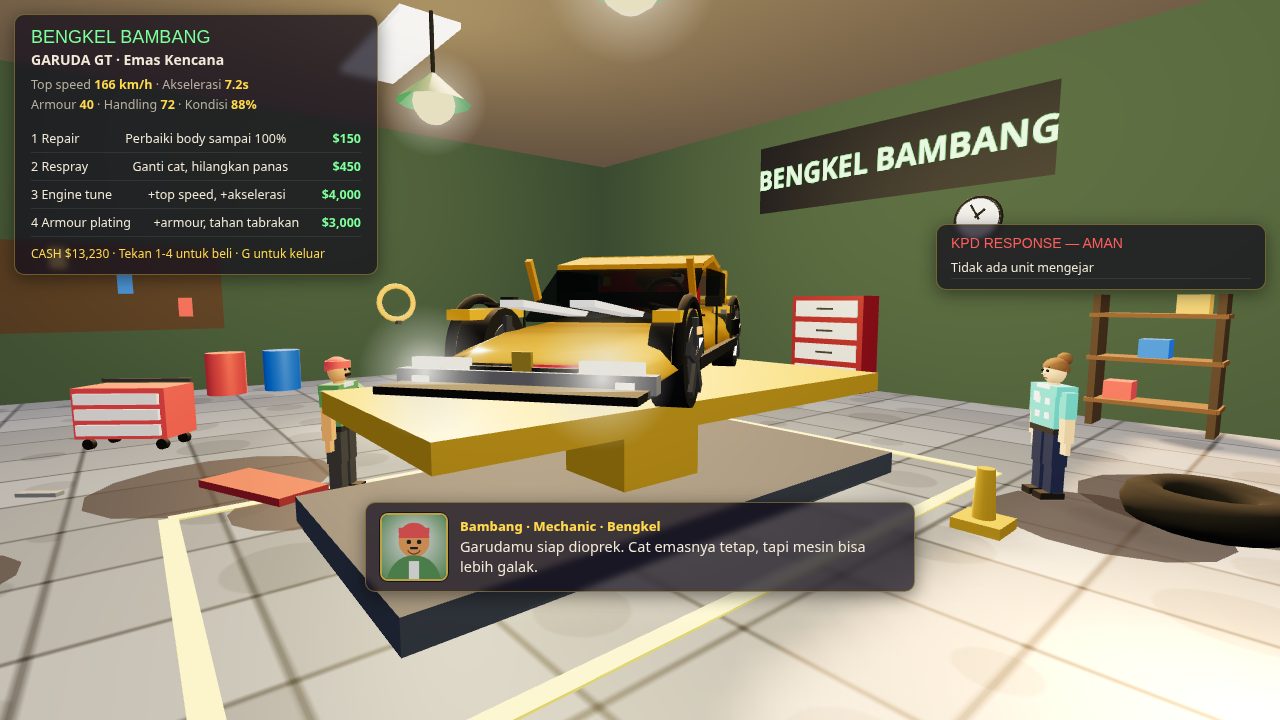 BENGKEL BAMBANG
GARUDA GT · Emas Kencana
Top speed 166 km/h · Akselerasi 7.2s
Armour 40 · Handling 72 · Kondisi 88%
1 Repair Perbaiki body sampai 100% $150
2 Respray Ganti cat, hilangkan panas $450
3 Engine tune +top speed, +akselerasi $4,000
4 Armour plating +armour, tahan tabrakan $3,000
CASH $13,230 · Tekan 1-4 untuk beli · G untuk keluar
BENGKEL BAMBANG
KPD RESPONSE — AMAN
Tidak ada unit mengejar
Bambang · Mechanic · Bengkel
Garudamu siap dioprek. Cat emasnya tetap, tapi mesin bisa
lebih galak.